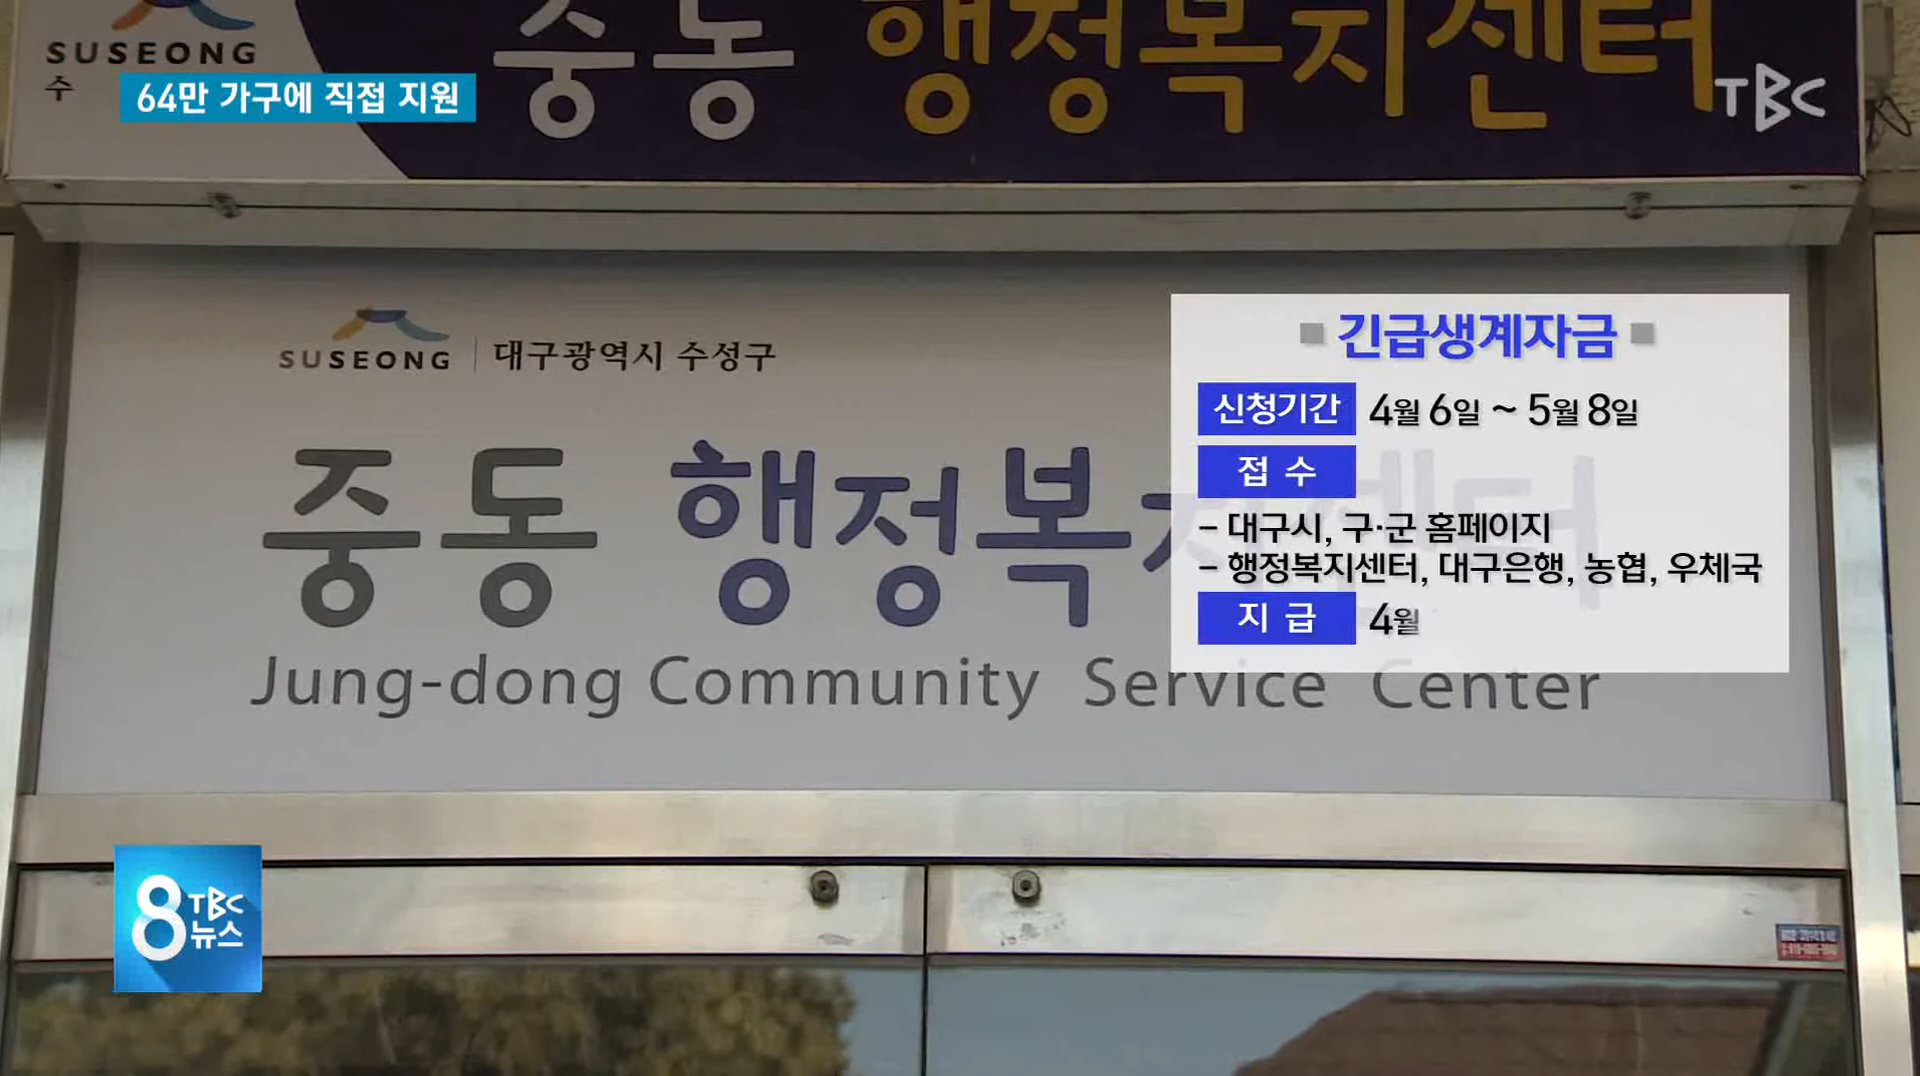 SUSEONG
수
64만 가구에 직접 지원
중동 행정복지센터
TBC
SUSEONG 대구광역시 수성구
중동 행정복
Jung-dong Community Service Center
긴급생계자금
신청기간 4월 6일 ~ 5월 8일
접 수
- 대구시, 구·군 홈페이지
- 행정복지센터, 대구은행, 농협, 우체국
지 급 4월
8 TBC 뉴스